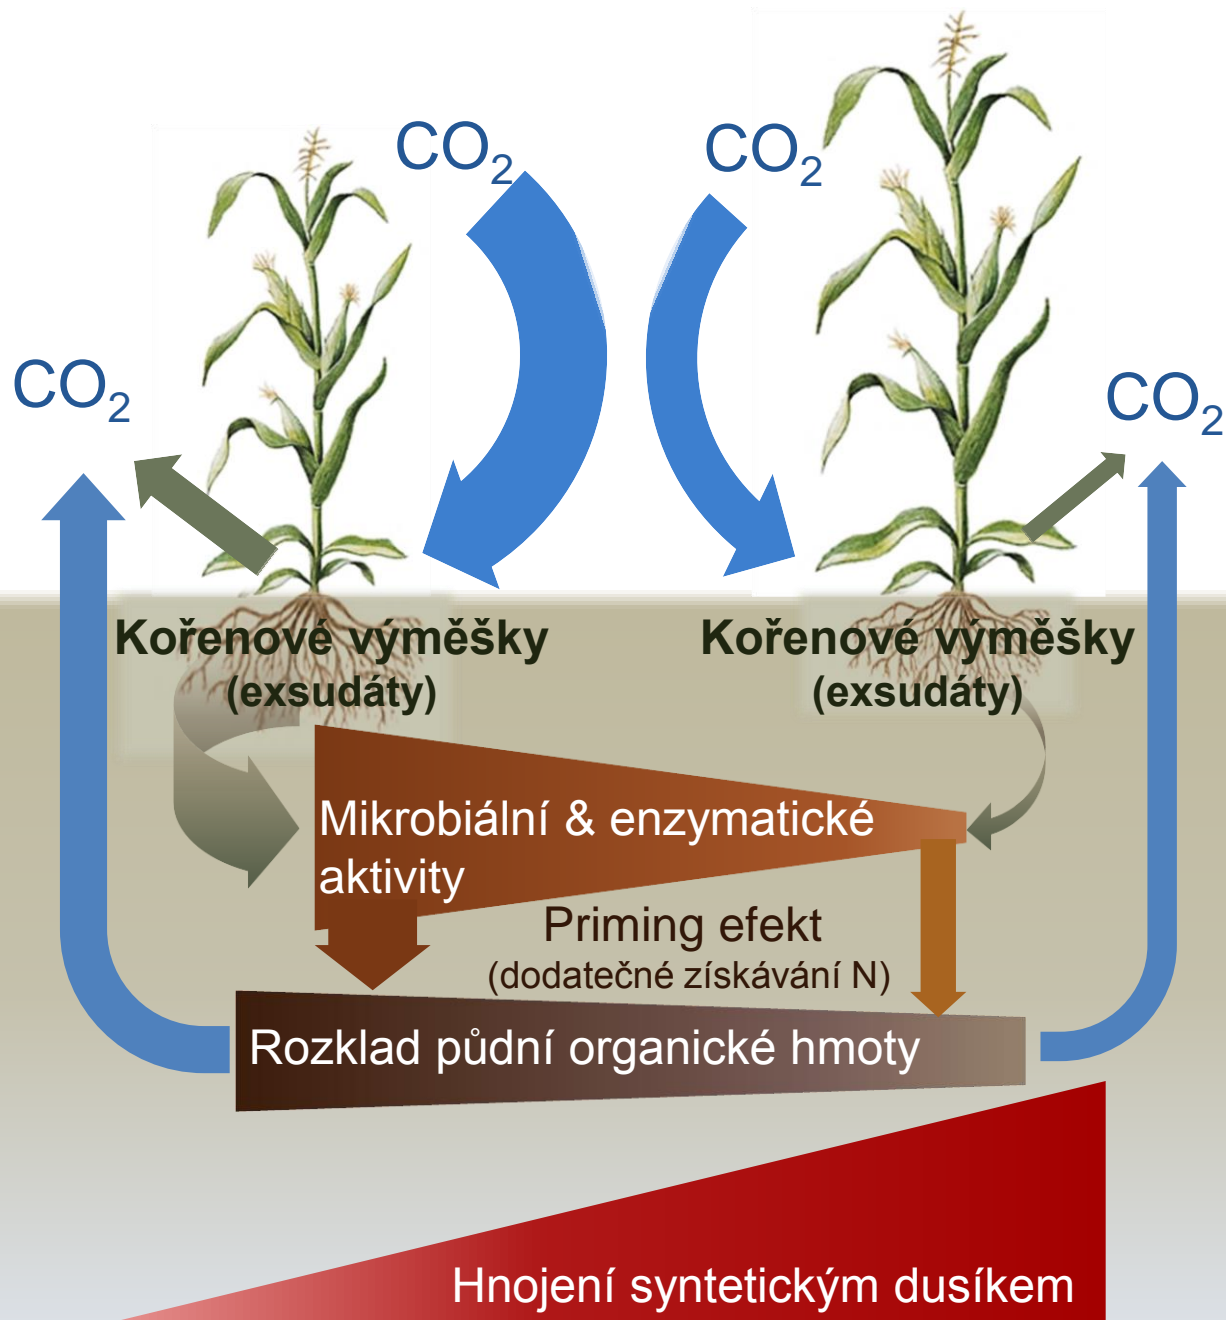 CO₂
CO₂
CO₂
CO₂
Kořenové výměšky
(exsudáty)
Kořenové výměšky
(exsudáty)
Mikrobiální & enzymatické
aktivity
Priming efekt
(dodatečné získávání N)
Rozklad půdní organické hmoty
Hnojení syntetickým dusíkem